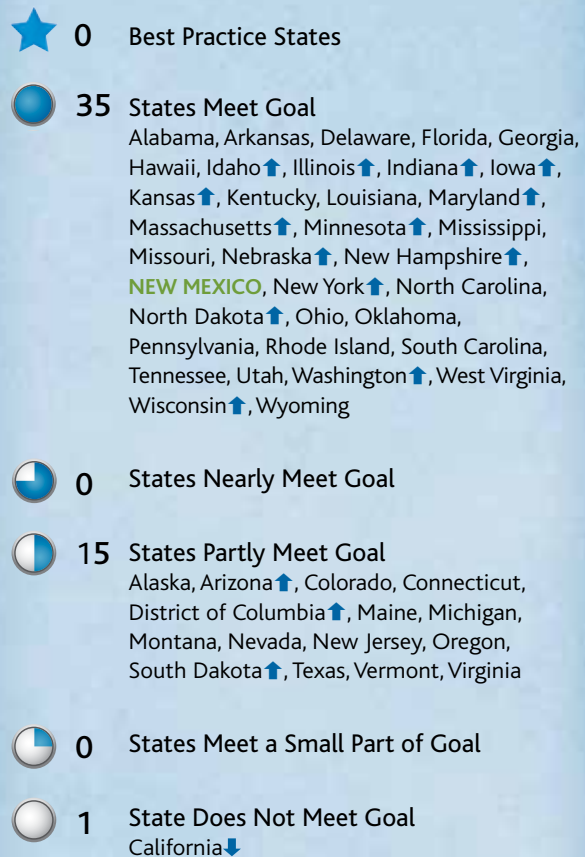 0 Best Practice States
35 States Meet Goal
Alabama, Arkansas, Delaware, Florida, Georgia,
Hawaii, Idaho⬆, Illinois⬆, Indiana⬆, Iowa⬆,
Kansas⬆, Kentucky, Louisiana, Maryland⬆,
Massachusetts⬆, Minnesota⬆, Mississippi,
Missouri, Nebraska⬆, New Hampshire⬆,
NEW MEXICO, New York⬆, North Carolina,
North Dakota⬆, Ohio, Oklahoma,
Pennsylvania, Rhode Island, South Carolina,
Tennessee, Utah, Washington⬆, West Virginia,
Wisconsin⬆, Wyoming
0 States Nearly Meet Goal
15 States Partly Meet Goal
Alaska, Arizona⬆, Colorado, Connecticut,
District of Columbia⬆, Maine, Michigan,
Montana, Nevada, New Jersey, Oregon,
South Dakota⬆, Texas, Vermont, Virginia
0 States Meet a Small Part of Goal
1 State Does Not Meet Goal
California⬇